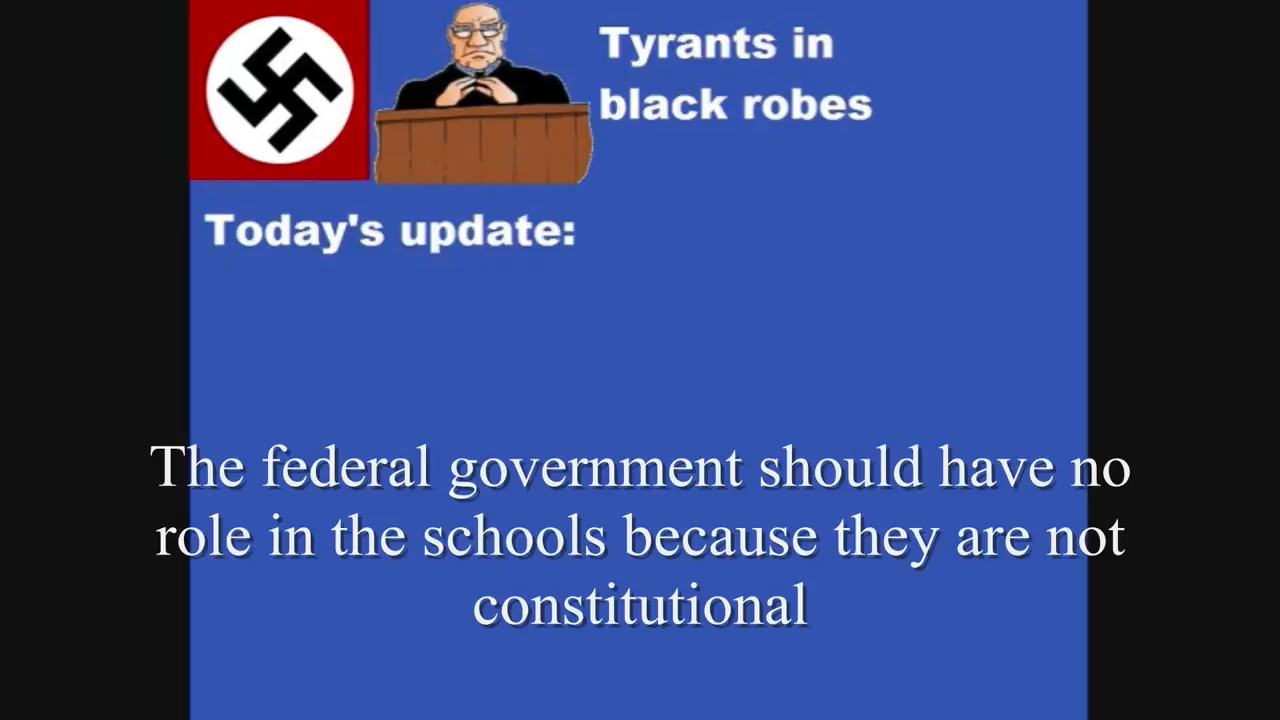 Tyrants in
black robes
Today's update:
The federal government should have no
role in the schools because they are not
constitutional